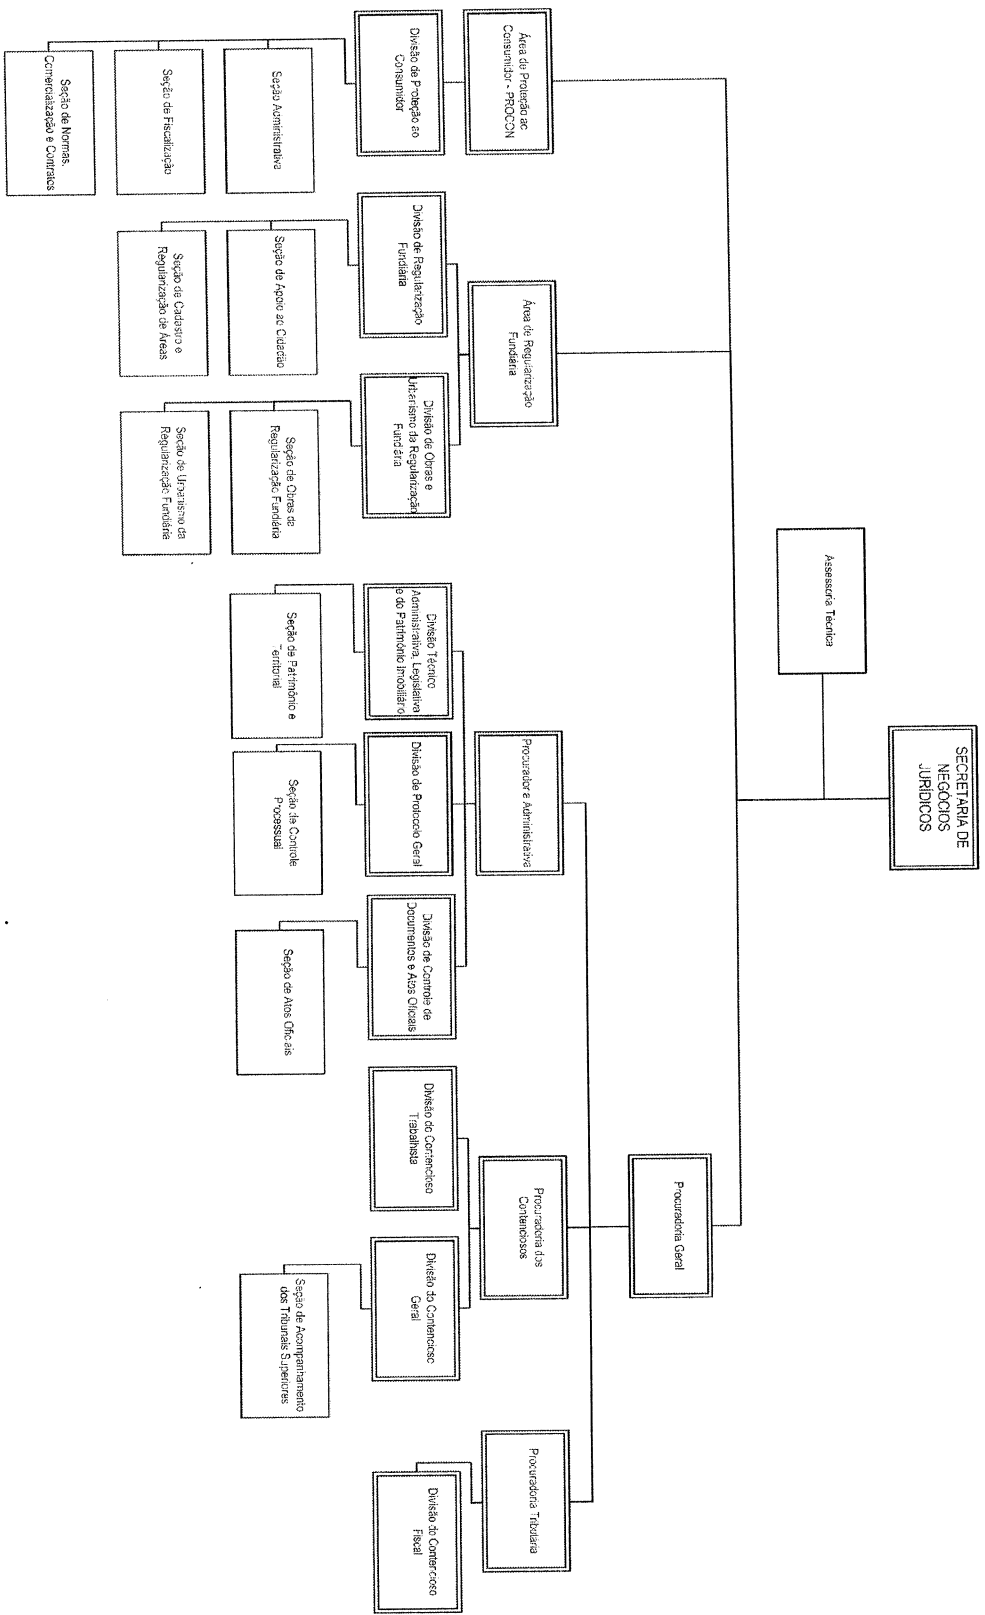 SECRETARIA DE
NEGÓCIOS
JURÍDICOS
Assessoria Técnica
Área de Proteção ao
Consumidor - PROCON
Área de Regularização
Fundiária
Procuradoria Geral
Divisão de Proteção ao
Consumidor
Divisão de Regularização
Fundiária
Divisão de Obras e
Urbanismo da Regularização
Fundiária
Procuradoria Administrativa
Procuradoria dos
Contenciosos
Procuradoria Tributária
Divisão Técnico
Administrativa, Legislativa
e do Patrimônio Imobiliário
Divisão de Protocolo Geral
Divisão de Controle de
Documentos e Atos Oficiais
Divisão do Contencioso
Trabalhista
Divisão do Contencioso
Geral
Divisão do Contencioso
Fiscal
Seção Administrativa
Seção de Fiscalização
Seção de Normas,
Comercialização e Contratos
Seção de Apoio ao Cidadão
Seção de Cadastro e
Regularização de Áreas
Seção de Obras da
Regularização Fundiária
Seção de Urbanismo da
Regularização Fundiária
Seção de Patrimônio e
Territorial
Seção de Controle
Processual
Seção de Atos Oficiais
Seção de Acompanhamento
dos Tribunais Superiores